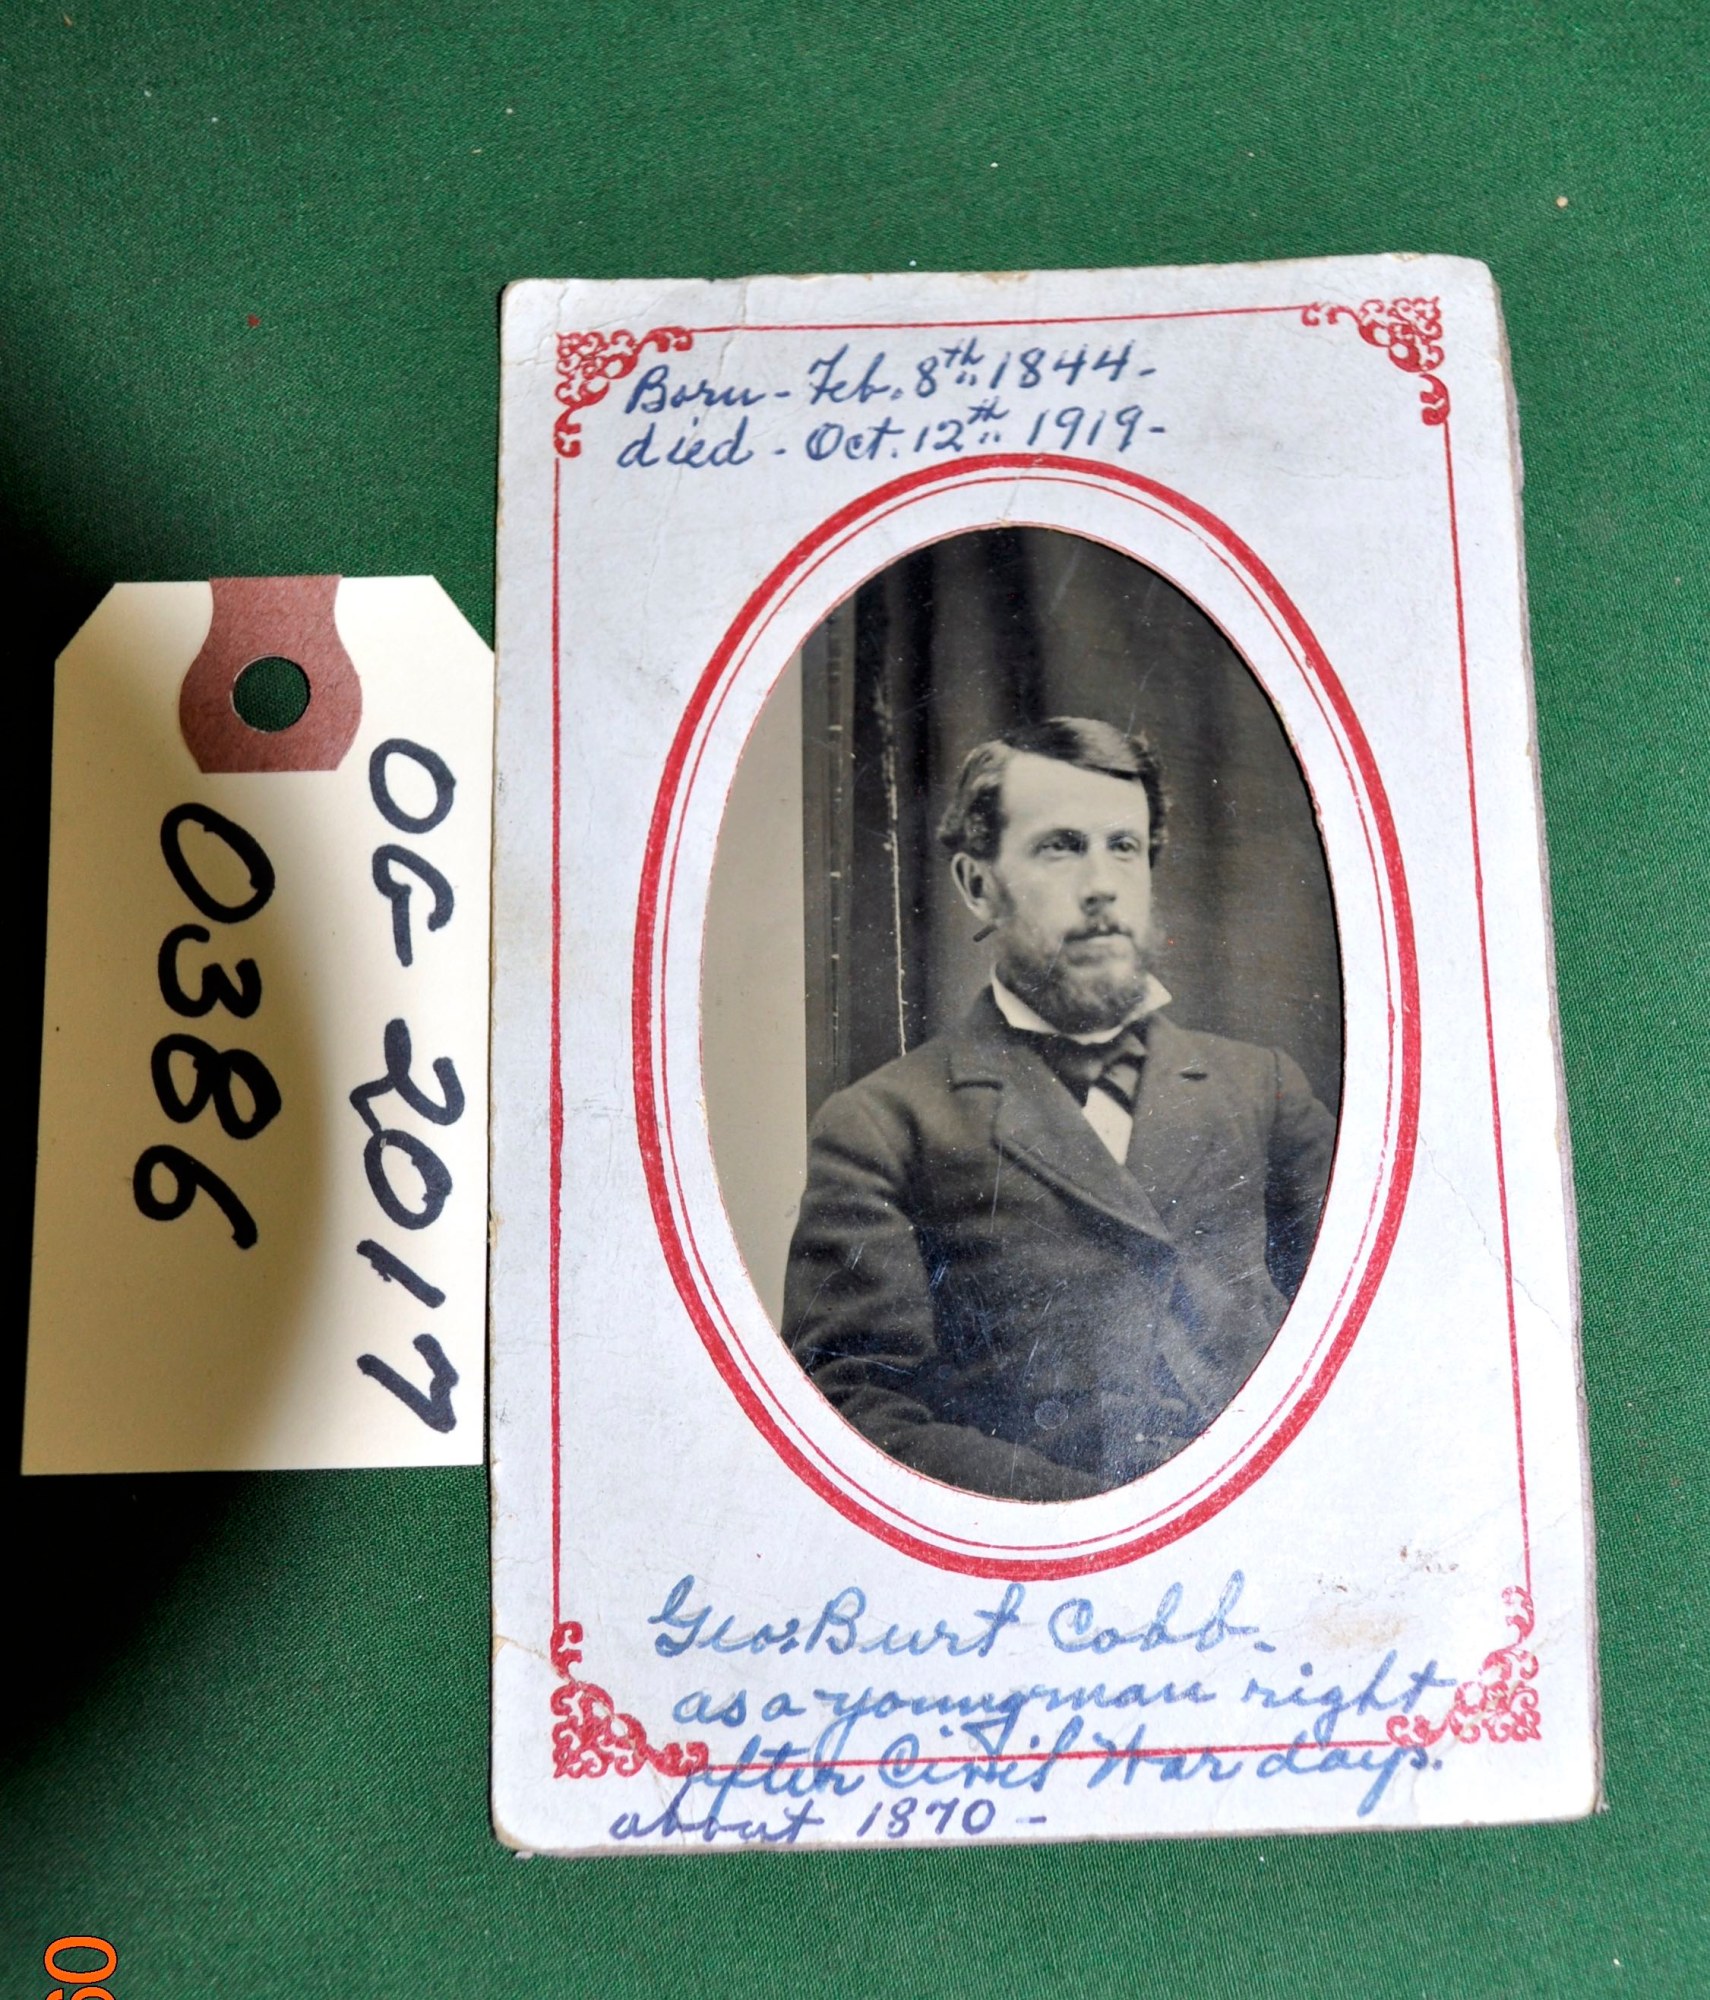 Born - Feb. 8th 1844 -
died - Oct. 12th 1919 -
Geo. Burt Cobb.
as a young man right
after Civil War days.
about 1870 -
OG-2017
0386